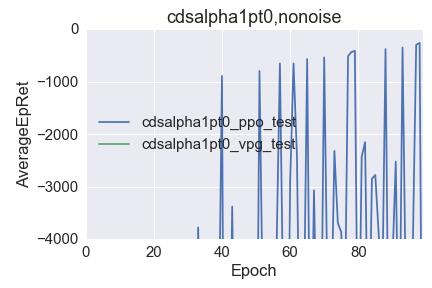 cdsalpha1pt0,nonoise
0
−1000
−2000
−3000
−4000
AverageEpRet
cdsalpha1pt0_ppo_test
cdsalpha1pt0_vpg_test
0 20 40 60 80
Epoch